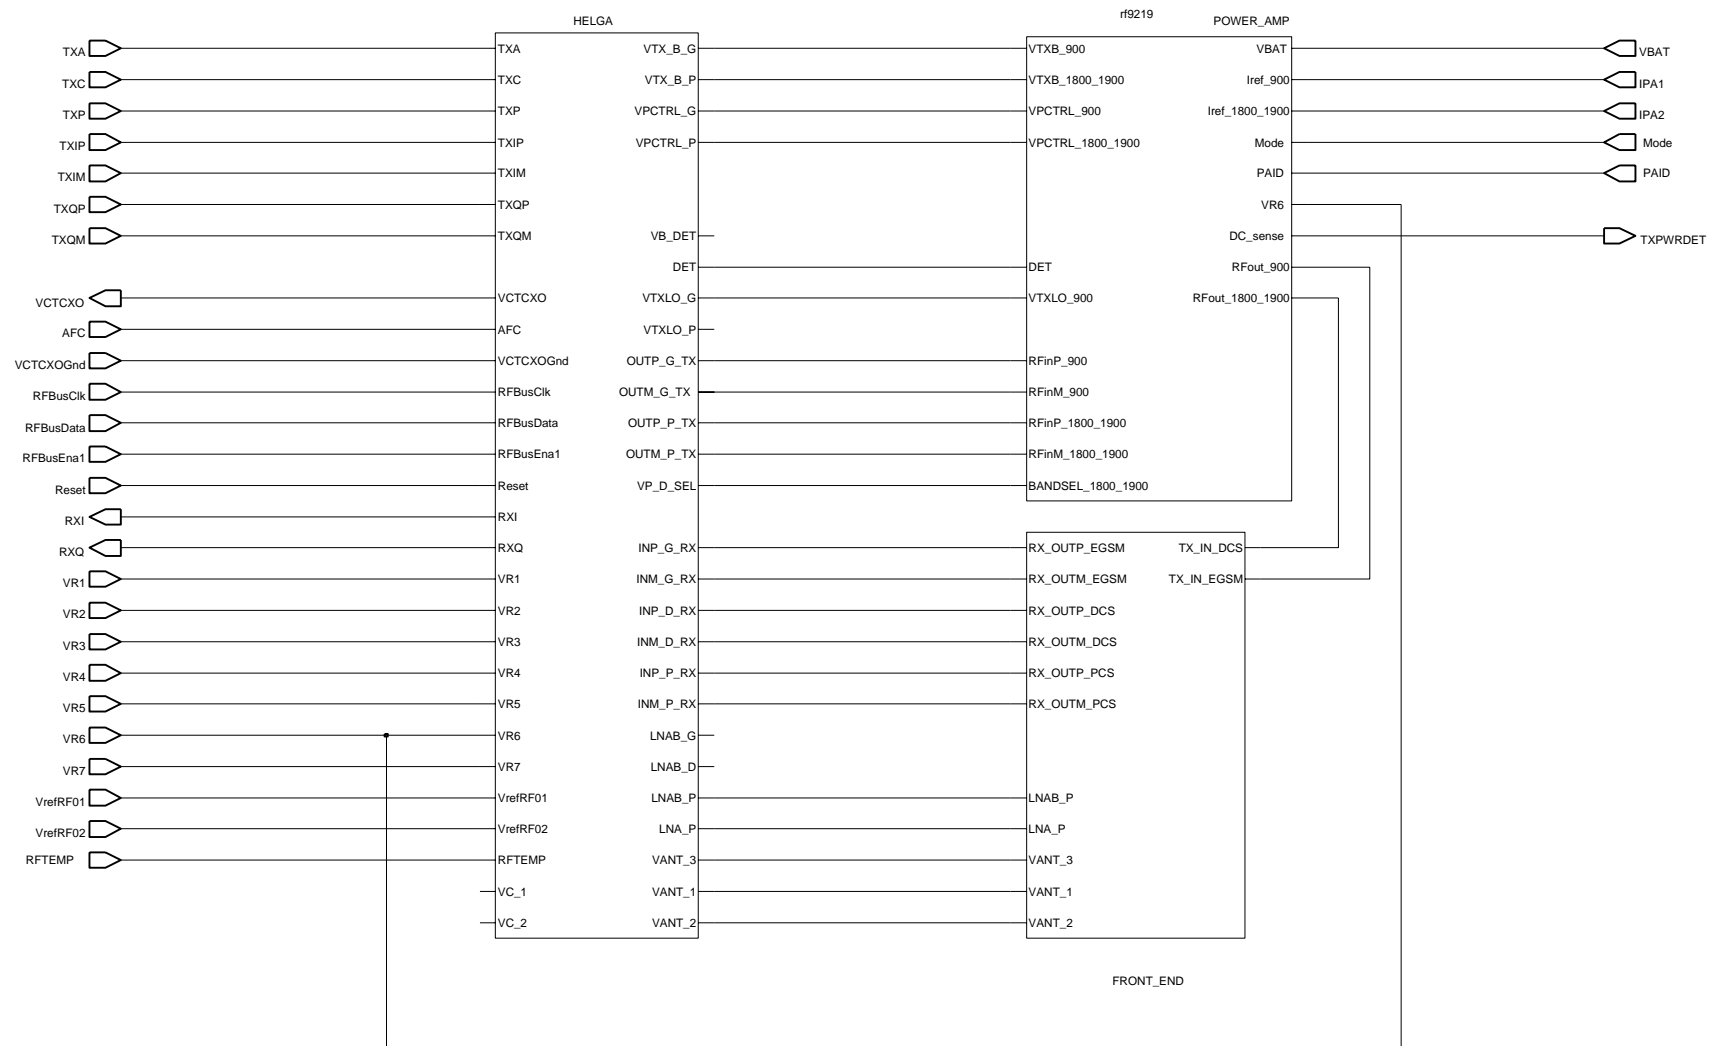 rf9219
HELGA
POWER_AMP
TXA TXA VTX_B_G VTXB_900 VBAT VBAT
TXC TXC VTX_B_P VTXB_1800_1900 Iref_900 IPA1
TXP TXP VPCTRL_G VPCTRL_900 Iref_1800_1900 IPA2
TXIP TXIP VPCTRL_P VPCTRL_1800_1900 Mode Mode
TXIM TXIM PAID PAID
TXQP TXQP VR6
TXQM TXQM VB_DET DC_sense TXPWRDET
DET DET RFout_900
VCTCXO VCTCXO VTXLO_G VTXLO_900 RFout_1800_1900
AFC AFC VTXLO_P
VCTCXOGnd VCTCXOGnd OUTP_G_TX RFinP_900
RFBusClk RFBusClk OUTM_G_TX RFinM_900
RFBusData RFBusData OUTP_P_TX RFinP_1800_1900
RFBusEna1 RFBusEna1 OUTM_P_TX RFinM_1800_1900
Reset Reset VP_D_SEL BANDSEL_1800_1900
RXI RXI
RXQ RXQ INP_G_RX RX_OUTP_EGSM TX_IN_DCS
VR1 VR1 INM_G_RX RX_OUTM_EGSM TX_IN_EGSM
VR2 VR2 INP_D_RX RX_OUTP_DCS
VR3 VR3 INM_D_RX RX_OUTM_DCS
VR4 VR4 INP_P_RX RX_OUTP_PCS
VR5 VR5 INM_P_RX RX_OUTM_PCS
VR6 VR6 LNAB_G
VR7 VR7 LNAB_D
VrefRF01 VrefRF01 LNAB_P LNAB_P
VrefRF02 VrefRF02 LNA_P LNA_P
RFTEMP RFTEMP VANT_3 VANT_3
VC_1 VANT_1 VANT_1
VC_2 VANT_2 VANT_2
FRONT_END